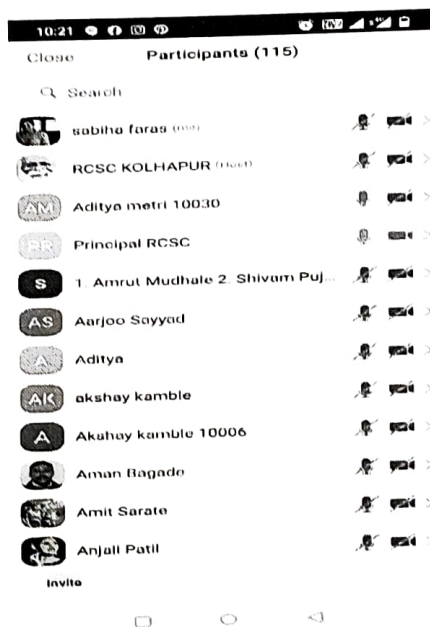 10:21
Close Participants (115)
Search
sabiha faras (me)
RCSC KOLHAPUR (Host)
AM Aditya metri 10030
PR Principal RCSC
S 1. Amrut Mudhale 2. Shivam Puj...
AS Aarjoo Sayyad
A Aditya
AK akshay kamble
A Akshay kamble 10006
Aman Bagade
Amit Sarate
Anjali Patil
Invite